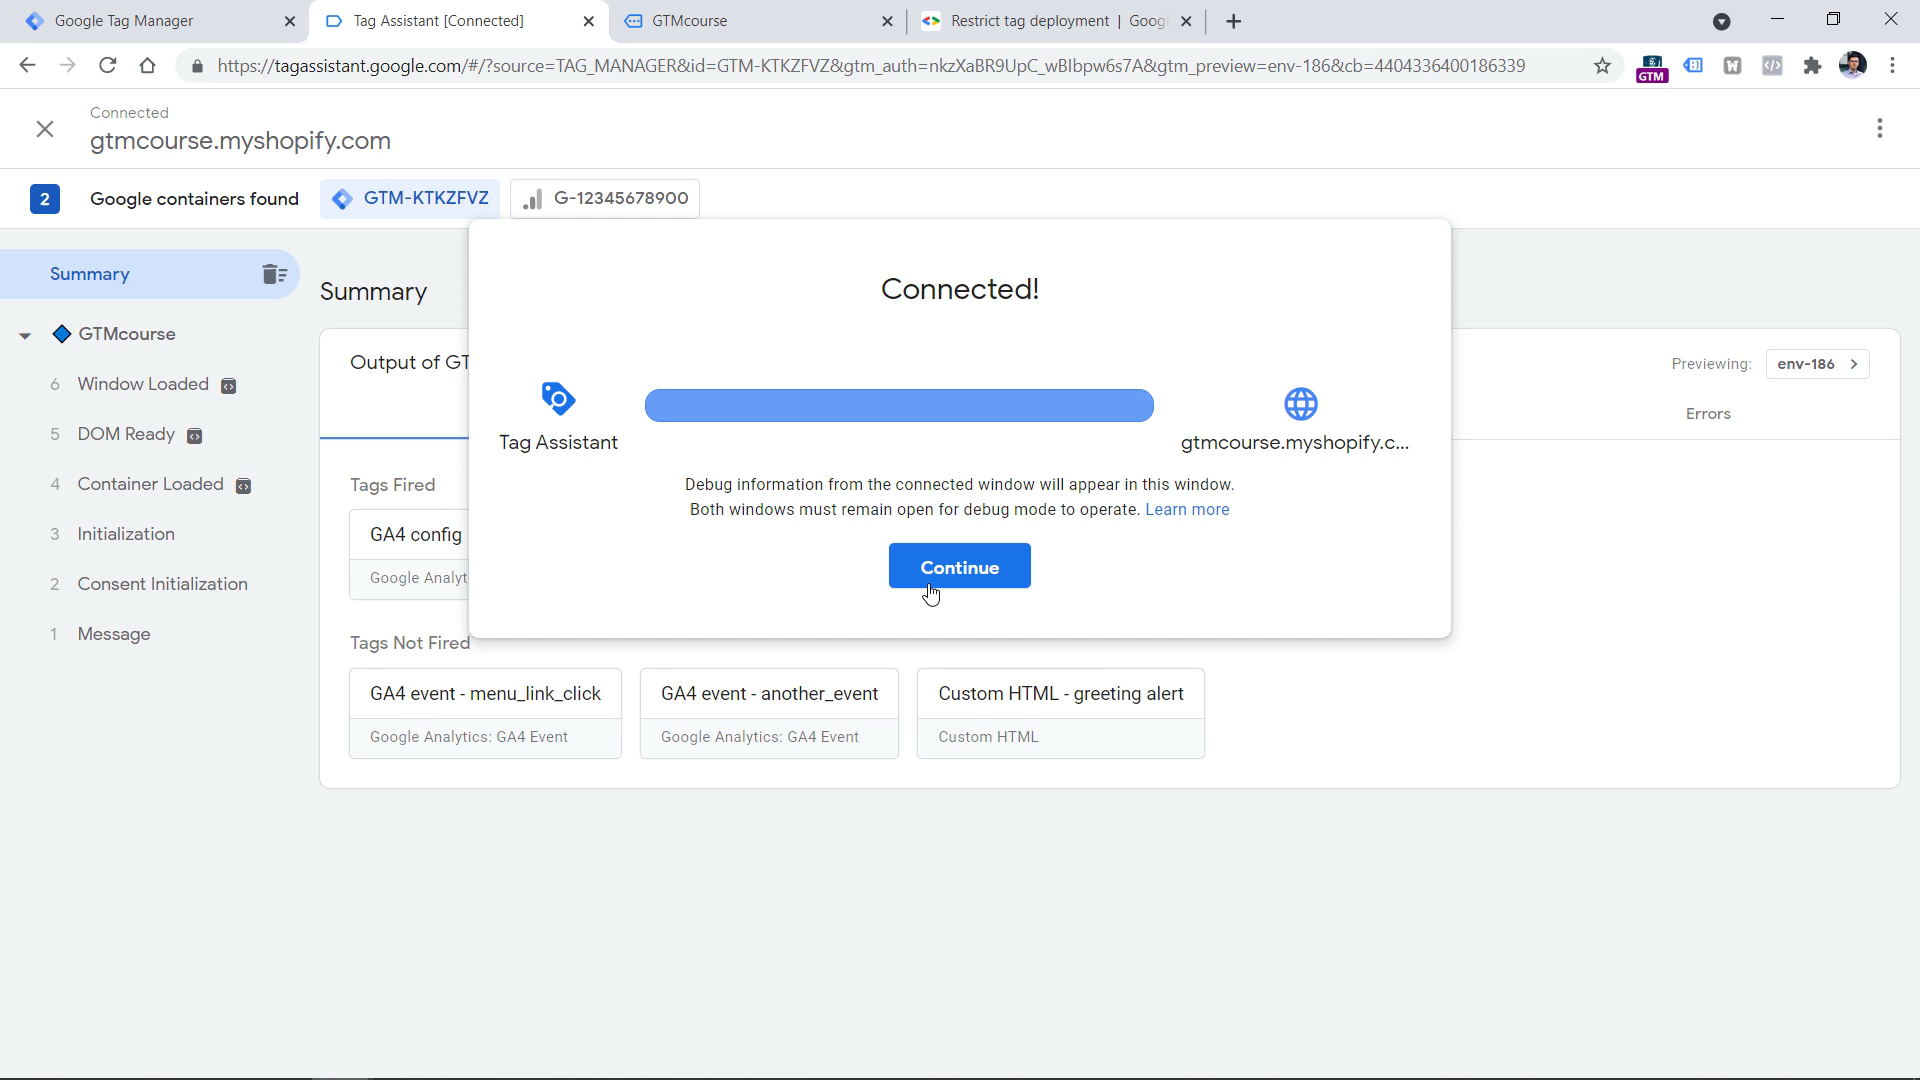 Google Tag Manager
Tag Assistant [Connected]
GTMcourse
Restrict tag deployment | Goog
https://tagassistant.google.com/#/?source=TAG_MANAGER&id=GTM-KTKZFVZ&gtm_auth=nkzXaBR9UpC_wBlbpw6s7A&gtm_preview=env-186&cb=4404336400186339
GTM
W
Connected
gtmcourse.myshopify.com
2 Google containers found GTM-KTKZFVZ G-12345678900
Summary
GTMcourse
6 Window Loaded
5 DOM Ready
4 Container Loaded
3 Initialization
2 Consent Initialization
1 Message
Summary
Output of GT
Previewing: env-186
Errors
Tags Fired
GA4 config
Google Analyt
Tags Not Fired
GA4 event - menu_link_click
Google Analytics: GA4 Event
GA4 event - another_event
Google Analytics: GA4 Event
Custom HTML - greeting alert
Custom HTML
Connected!
Tag Assistant
gtmcourse.myshopify.c...
Debug information from the connected window will appear in this window.
Both windows must remain open for debug mode to operate. Learn more
Continue